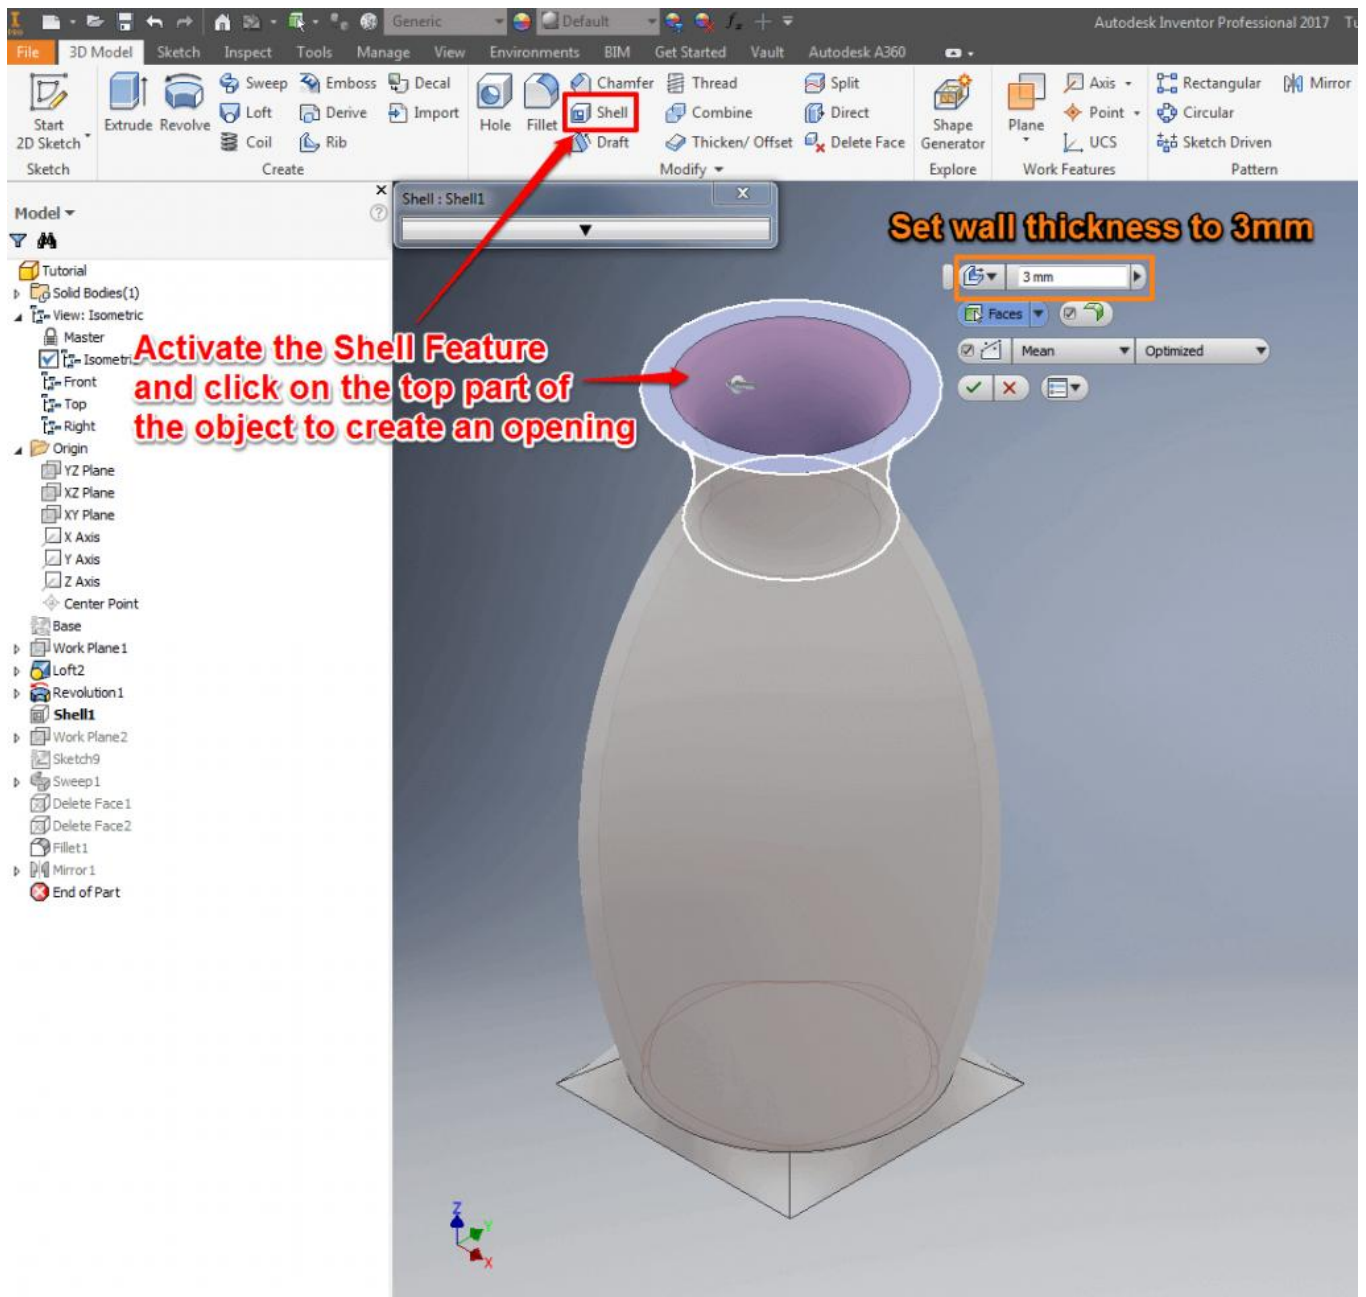 PRO
Generic
Default
Autodesk Inventor Professional 2017 Tu
File 3D Model Sketch Inspect Tools Manage View Environments BIM Get Started Vault Autodesk A360
Start
2D Sketch
Extrude
Revolve
Sweep
Loft
Coil
Emboss
Derive
Rib
Decal
Import
Hole
Fillet
Chamfer
Shell
Draft
Thread
Combine
Thicken/ Offset
Split
Direct
Delete Face
Shape
Generator
Plane
Axis
Point
UCS
Rectangular
Circular
Sketch Driven
Mirror
Sketch Create Modify Explore Work Features Pattern
Model
Tutorial
Solid Bodies(1)
View: Isometric
Master
Isometri
Front
Top
Right
Origin
YZ Plane
XZ Plane
XY Plane
X Axis
Y Axis
Z Axis
Center Point
Base
Work Plane1
Loft2
Revolution1
Shell1
Work Plane2
Sketch9
Sweep1
Delete Face1
Delete Face2
Fillet1
Mirror1
End of Part
Shell : Shell1
Set wall thickness to 3mm
3 mm
Faces
Mean Optimized
Activate the Shell Feature
and click on the top part of
the object to create an opening
Z
Y
X